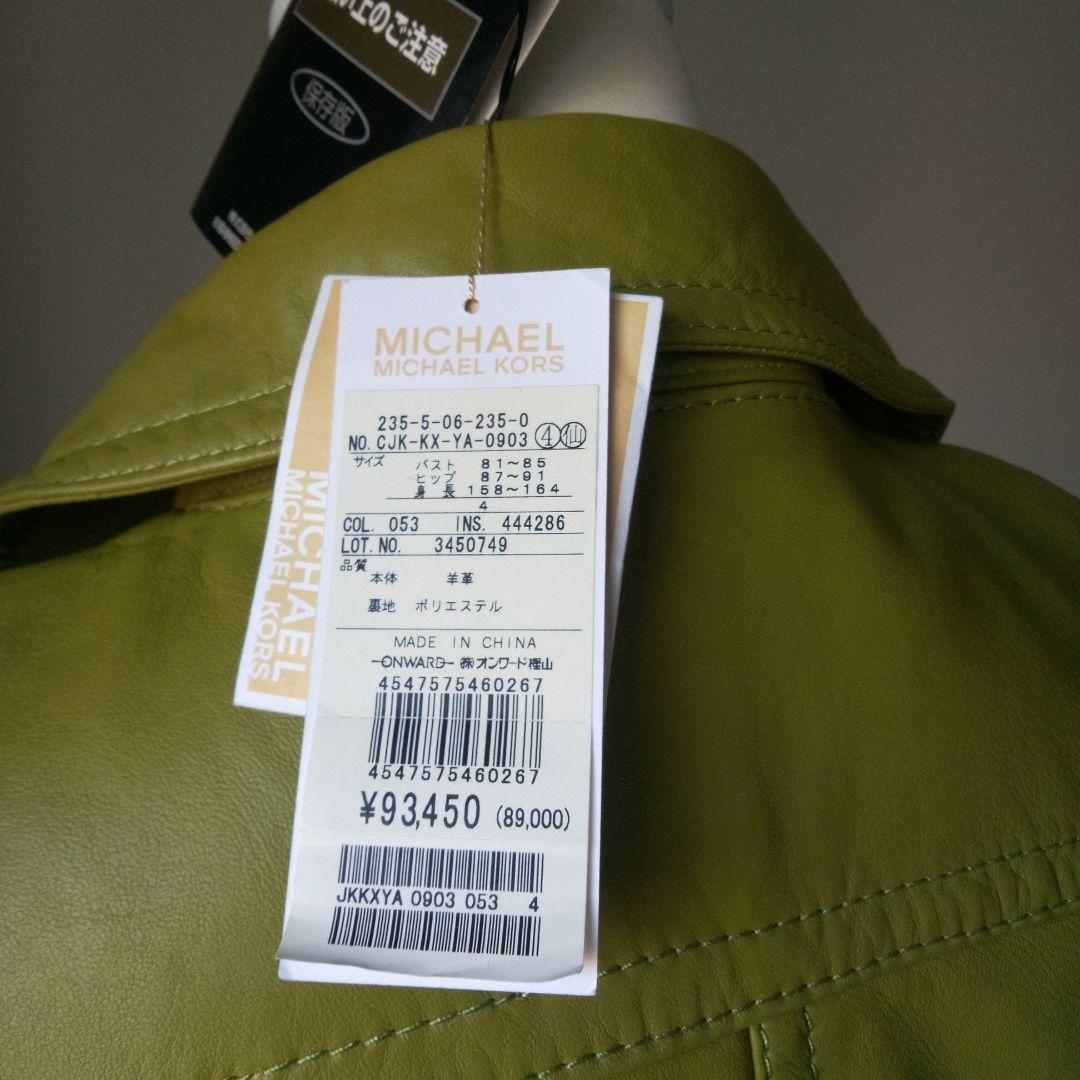 い上のご注意
保存版
MICHAEL
MICHAEL KORS
235-5-06-235-0
NO. CJK-KX-YA-0903 ④ ㊡
サイズ バスト 81～85
ヒップ 87～91
身長 158～164
4
COL. 053 INS. 444286
LOT. NO. 3450749
品質
本体 羊革
裏地 ポリエステル
MADE IN CHINA
ONWARD ㈱オンワード樫山
4547575460267
4547575460267
¥93,450 (89,000)
JKKXYA 0903 053 4
MICHAEL
MICHAEL KORS